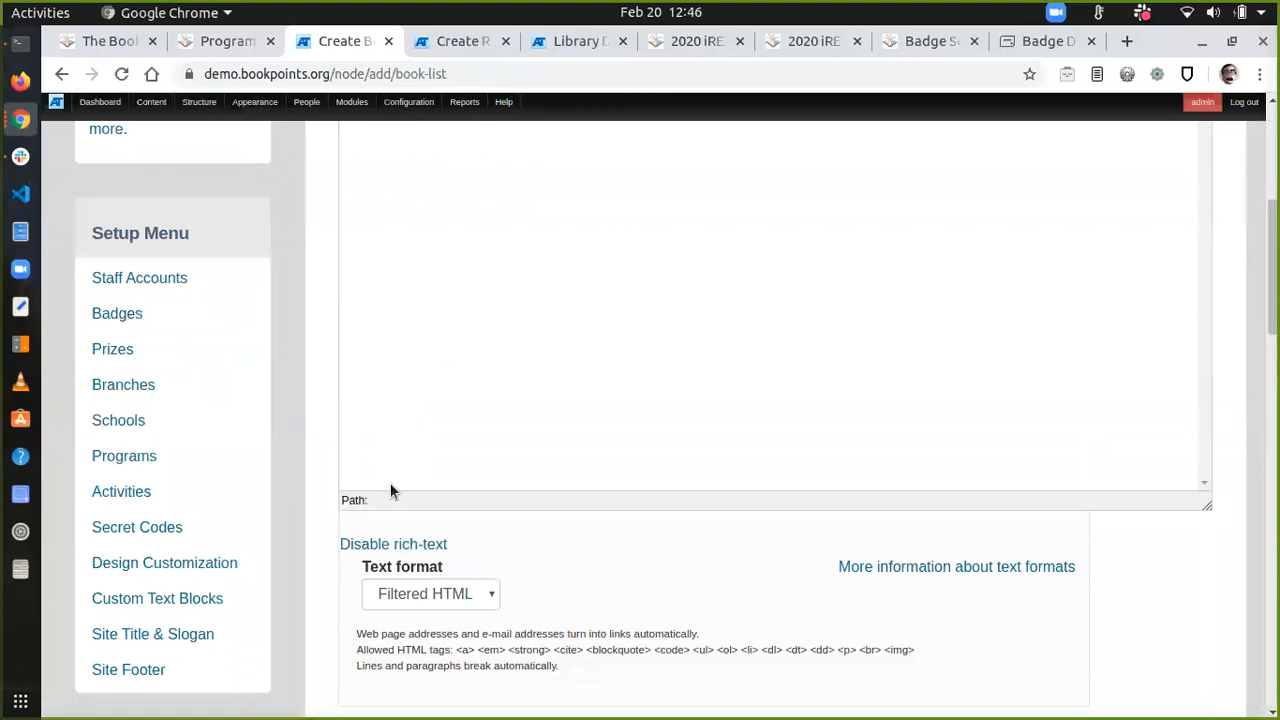 Activities
Google Chrome
Feb 20 12:46
The Bool
Program
Create B
Create R
Library D
2020 iRE
2020 iRE
Badge S
Badge D
demo.bookpoints.org/node/add/book-list
Dashboard Content Structure Appearance People Modules Configuration Reports Help
admin Log out
more.
Setup Menu
Staff Accounts
Badges
Prizes
Branches
Schools
Programs
Activities
Secret Codes
Design Customization
Custom Text Blocks
Site Title & Slogan
Site Footer
Path:
Disable rich-text
Text format
More information about text formats
Filtered HTML
Web page addresses and e-mail addresses turn into links automatically.
Allowed HTML tags: <a> <em> <strong> <cite> <blockquote> <code> <ul> <ol> <li> <dl> <dt> <dd> <p> <br> <img>
Lines and paragraphs break automatically.